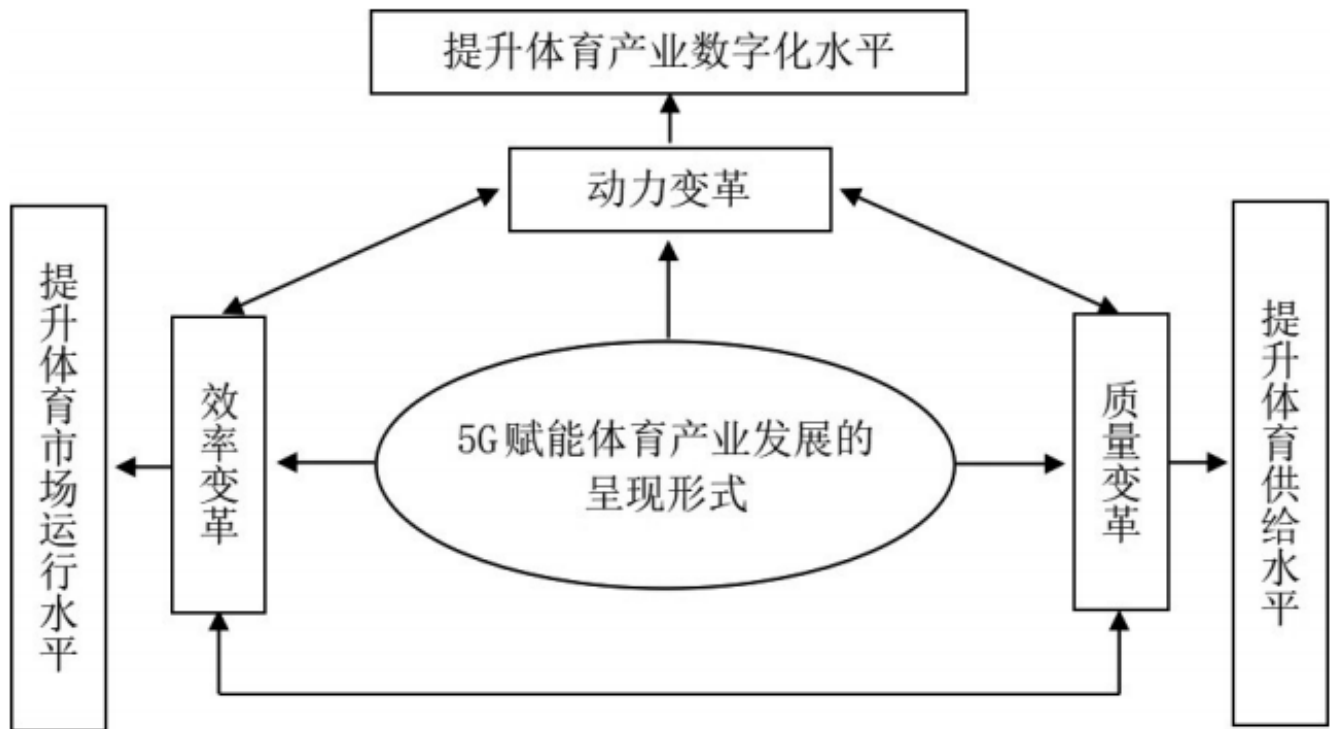 提升体育产业数字化水平
动力变革
提升体育市场运行水平
效率变革
5G赋能体育产业发展的
呈现形式
质量变革
提升体育供给水平